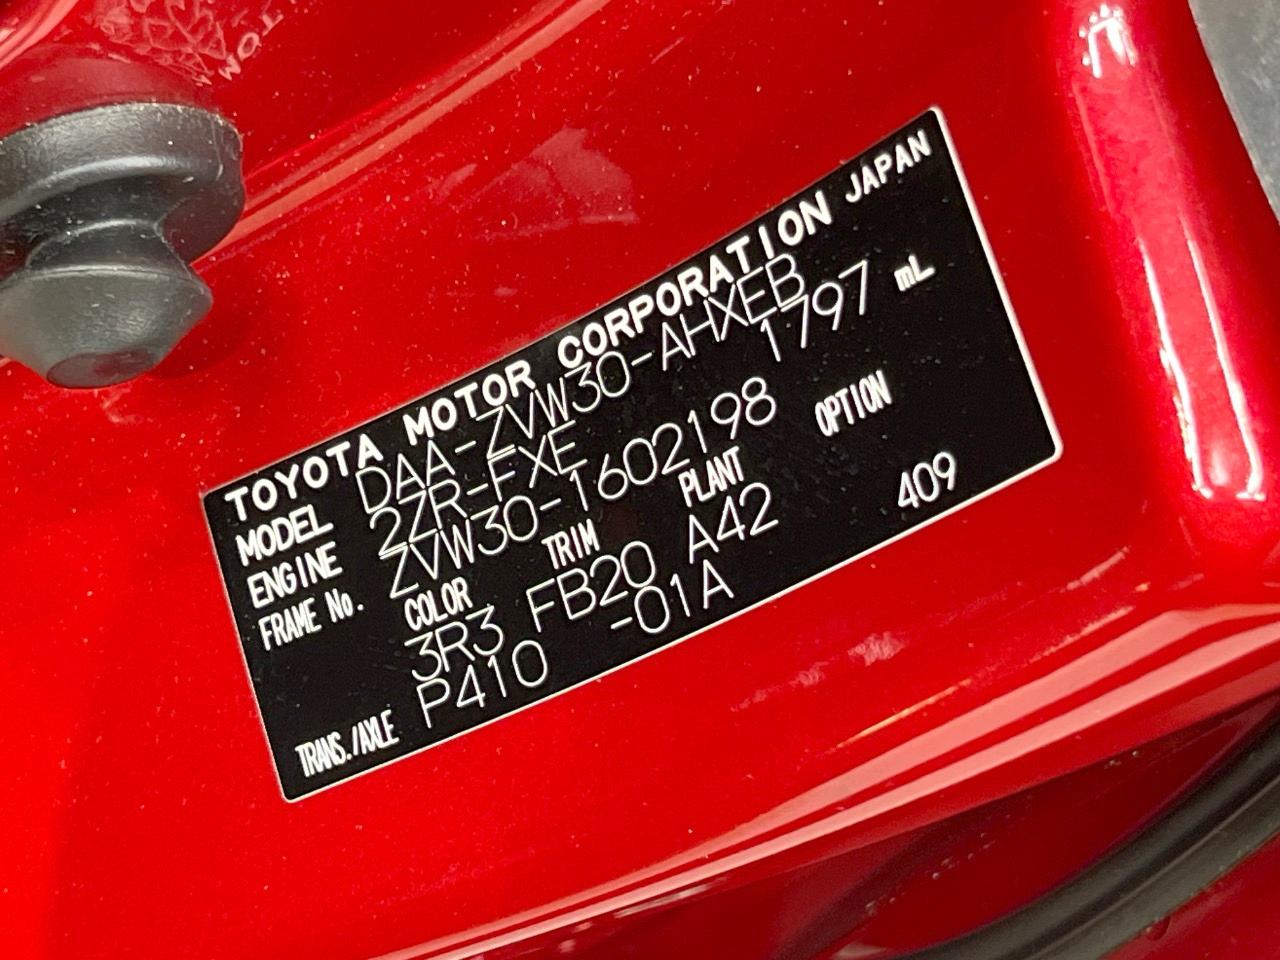 TOYOTA MOTOR CORPORATION JAPAN
MODEL DAA-ZVW30-AHXEB
ENGINE 2ZR-FXE 1797 mL
FRAME No. ZVW30-1602198
COLOR TRIM PLANT OPTION
3R3 FB20 A42 409
TRANS./AXLE P410 -01A